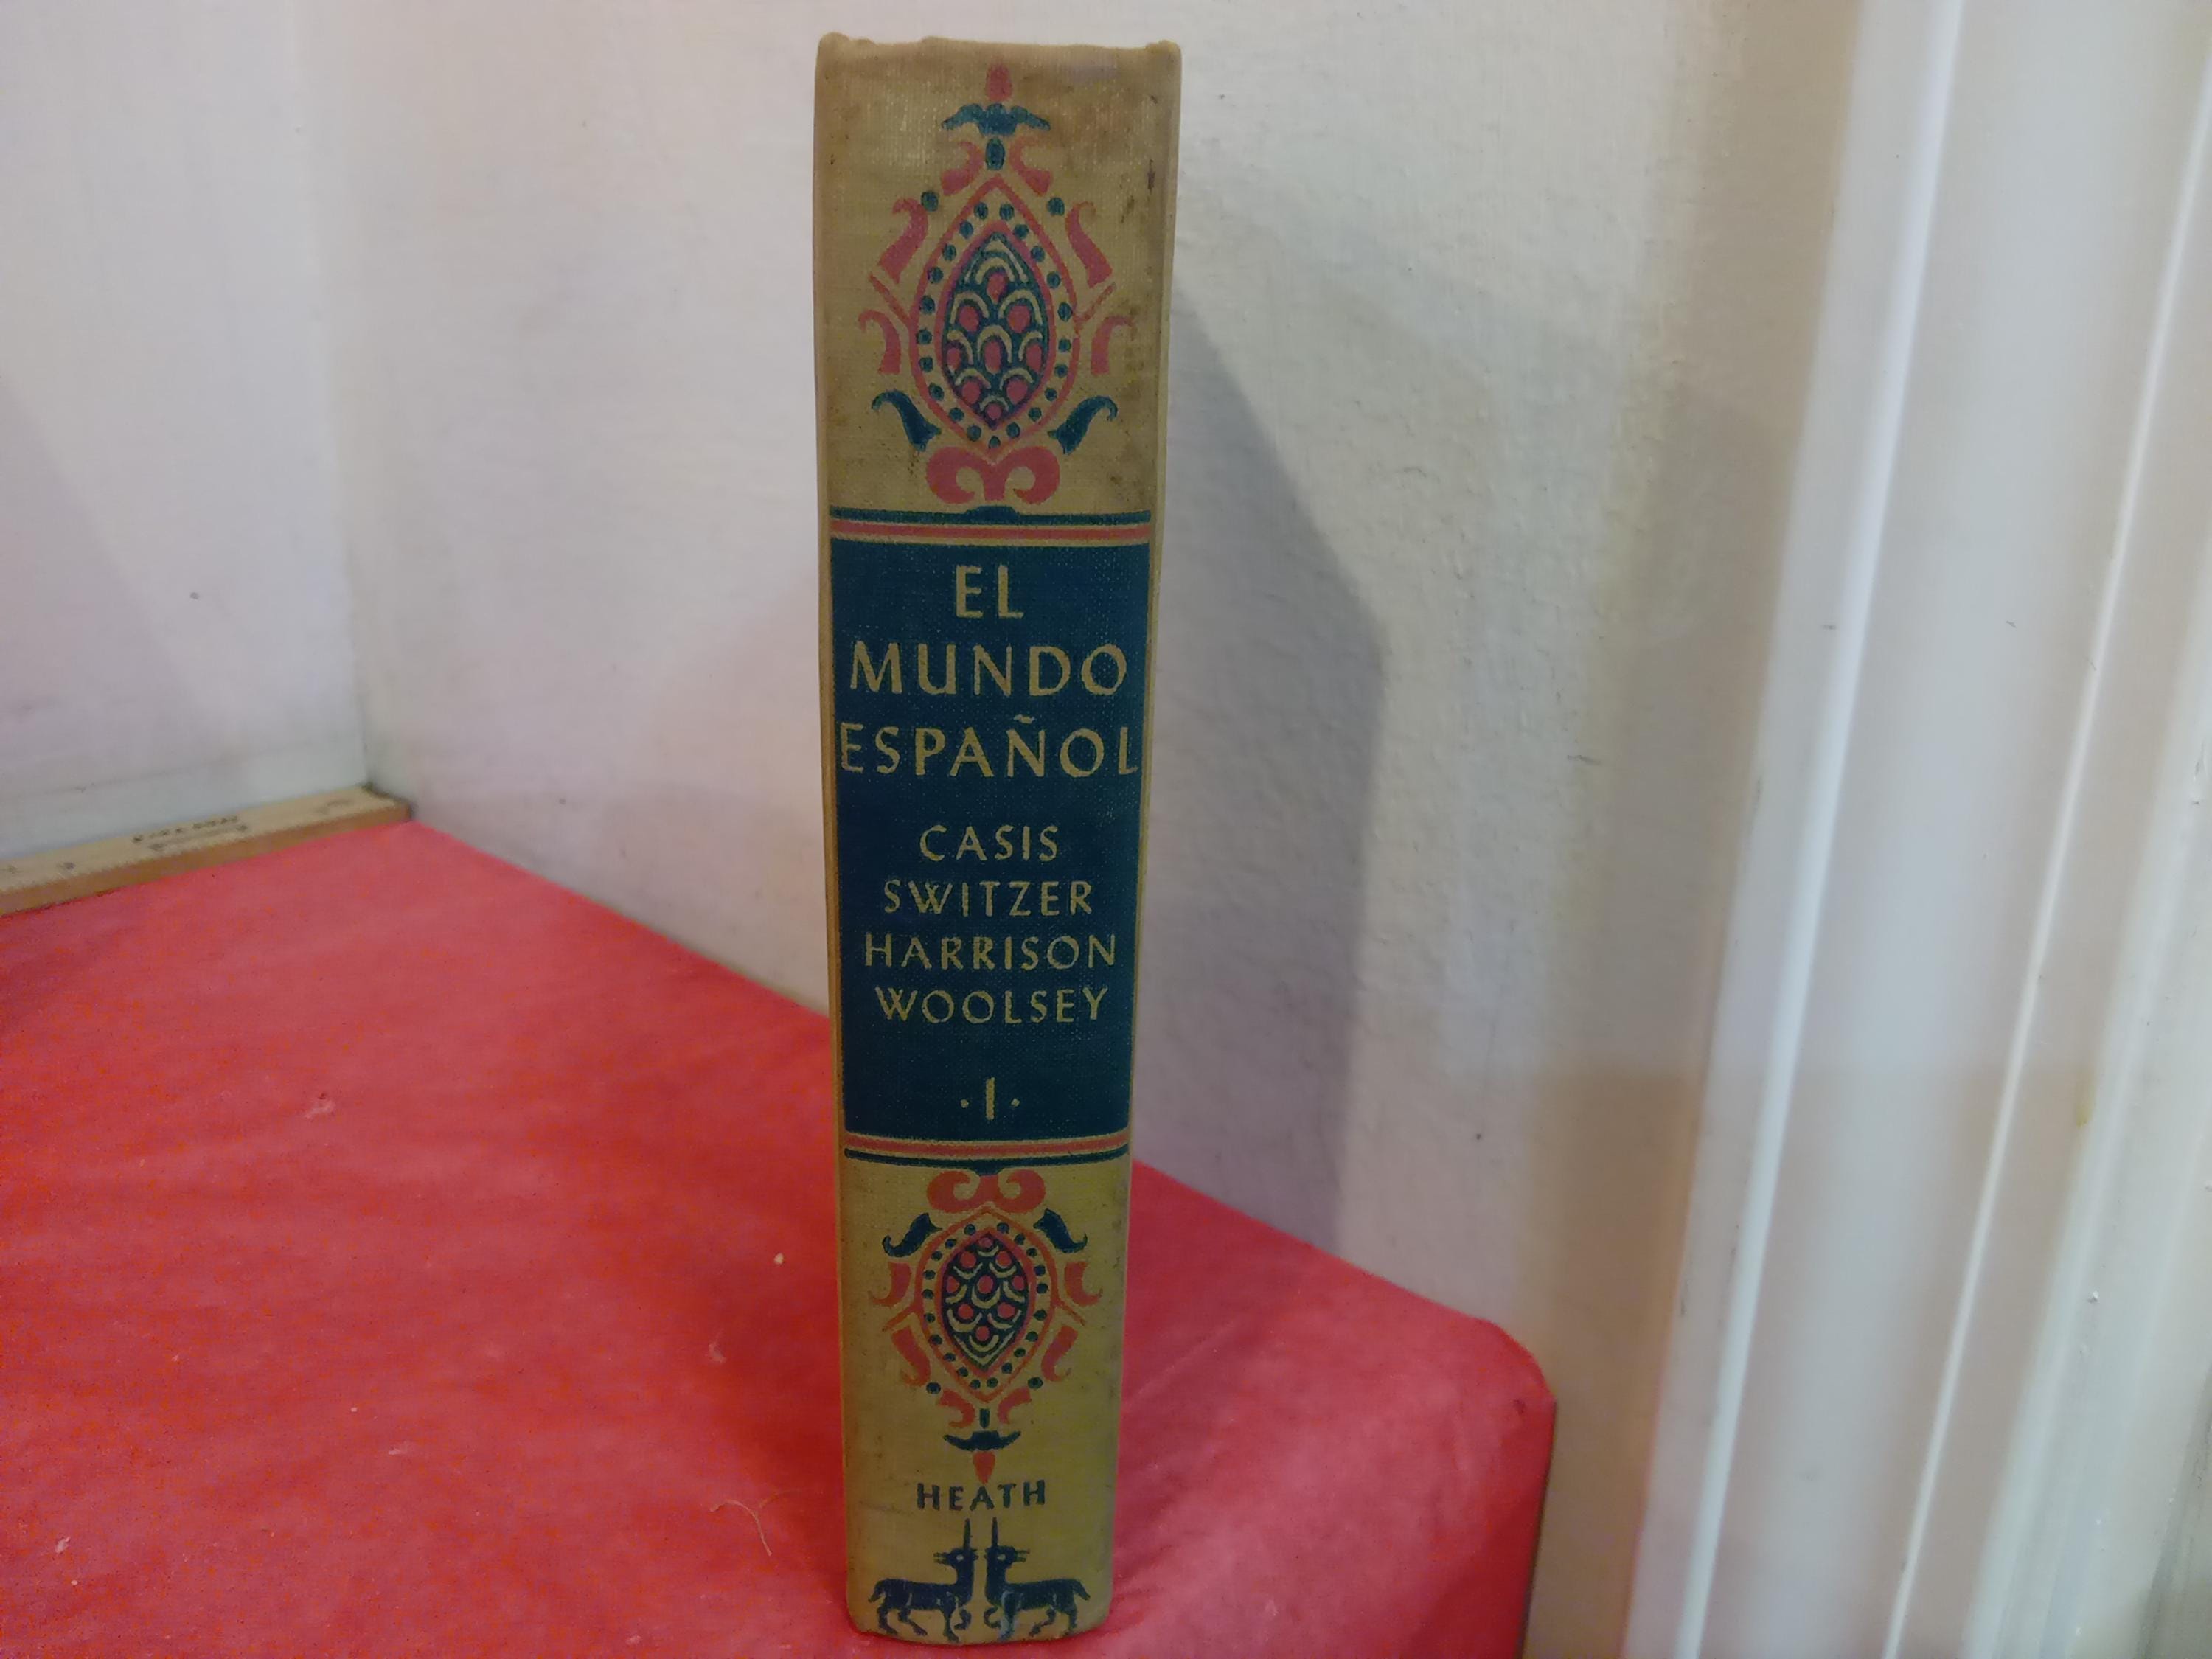 EL
MUNDO
ESPAÑOL
CASIS
SWITZER
HARRISON
WOOLSEY
·I·
HEATH